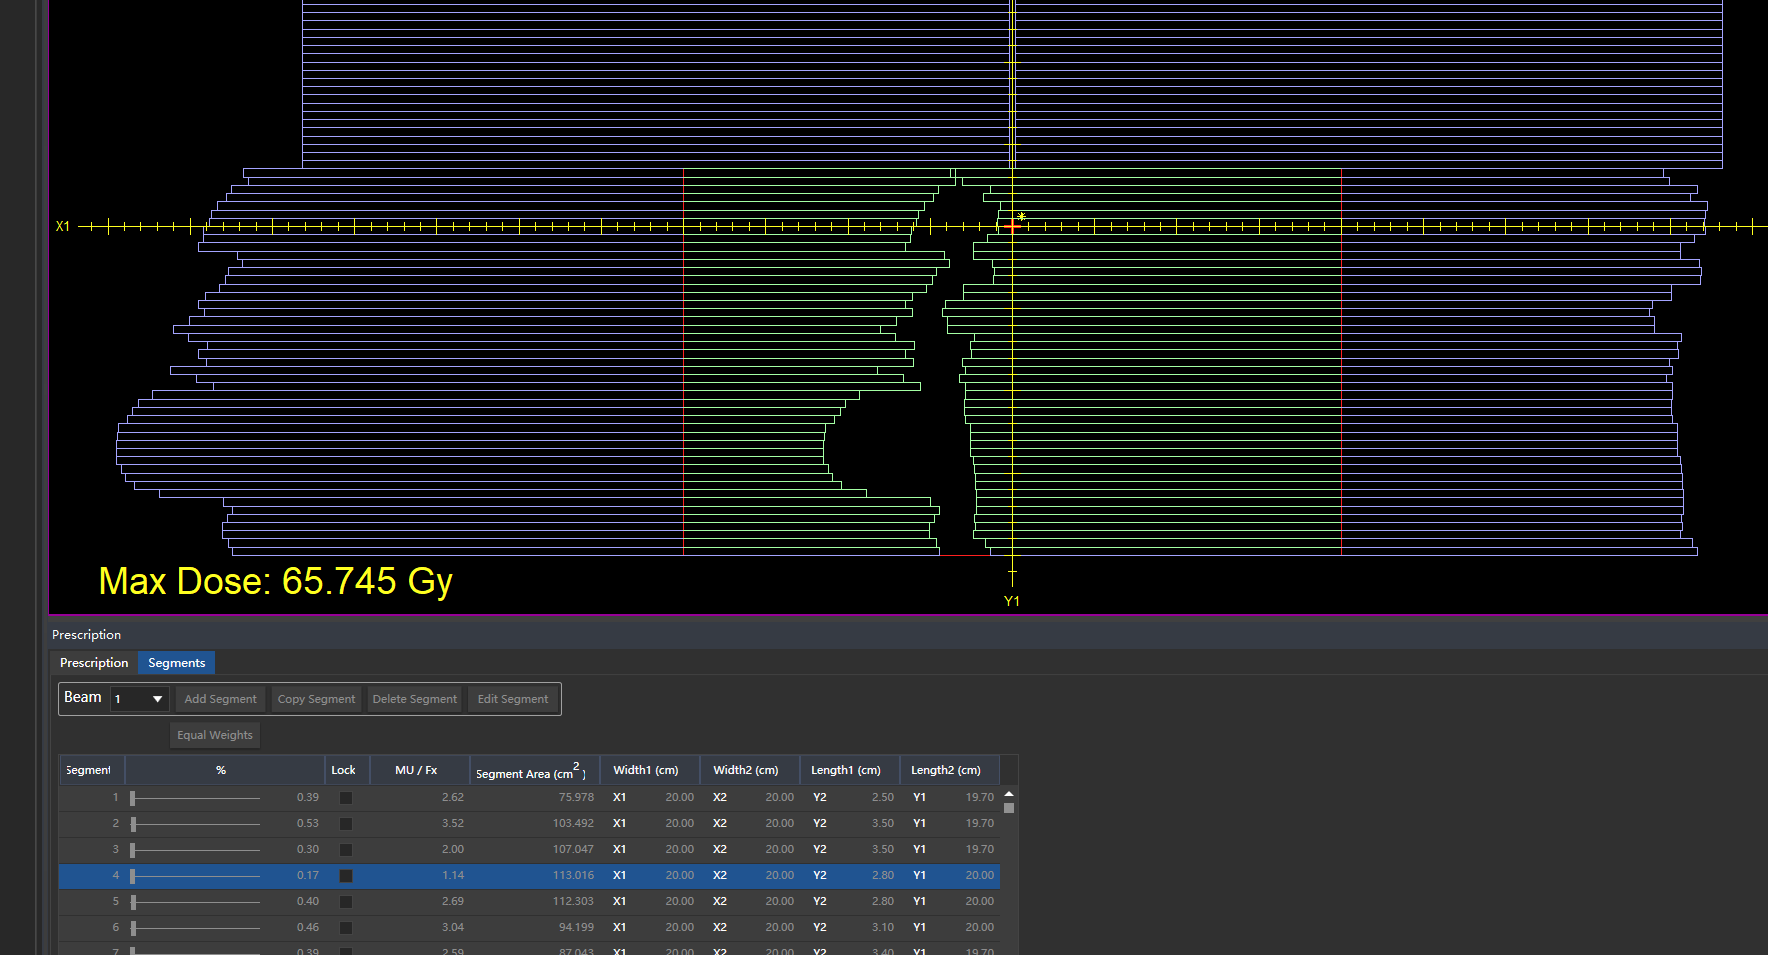 X1
Max Dose: 65.745 Gy
Y1
Prescription
Prescription Segments
Beam 1 Add Segment Copy Segment Delete Segment Edit Segment
Equal Weights
Segment % Lock MU / Fx Segment Area (cm2) Width1 (cm) Width2 (cm) Length1 (cm) Length2 (cm)
1 0.39 2.62 75.978 X1 20.00 X2 20.00 Y2 2.50 Y1 19.70
2 0.53 3.52 103.492 X1 20.00 X2 20.00 Y2 3.50 Y1 19.70
3 0.30 2.00 107.047 X1 20.00 X2 20.00 Y2 3.50 Y1 19.70
4 0.17 1.14 113.016 X1 20.00 X2 20.00 Y2 2.80 Y1 20.00
5 0.40 2.69 112.303 X1 20.00 X2 20.00 Y2 2.80 Y1 20.00
6 0.46 3.04 94.199 X1 20.00 X2 20.00 Y2 3.10 Y1 20.00
7 0.39 2.59 87.043 X1 20.00 X2 20.00 Y2 3.40 Y1 19.70